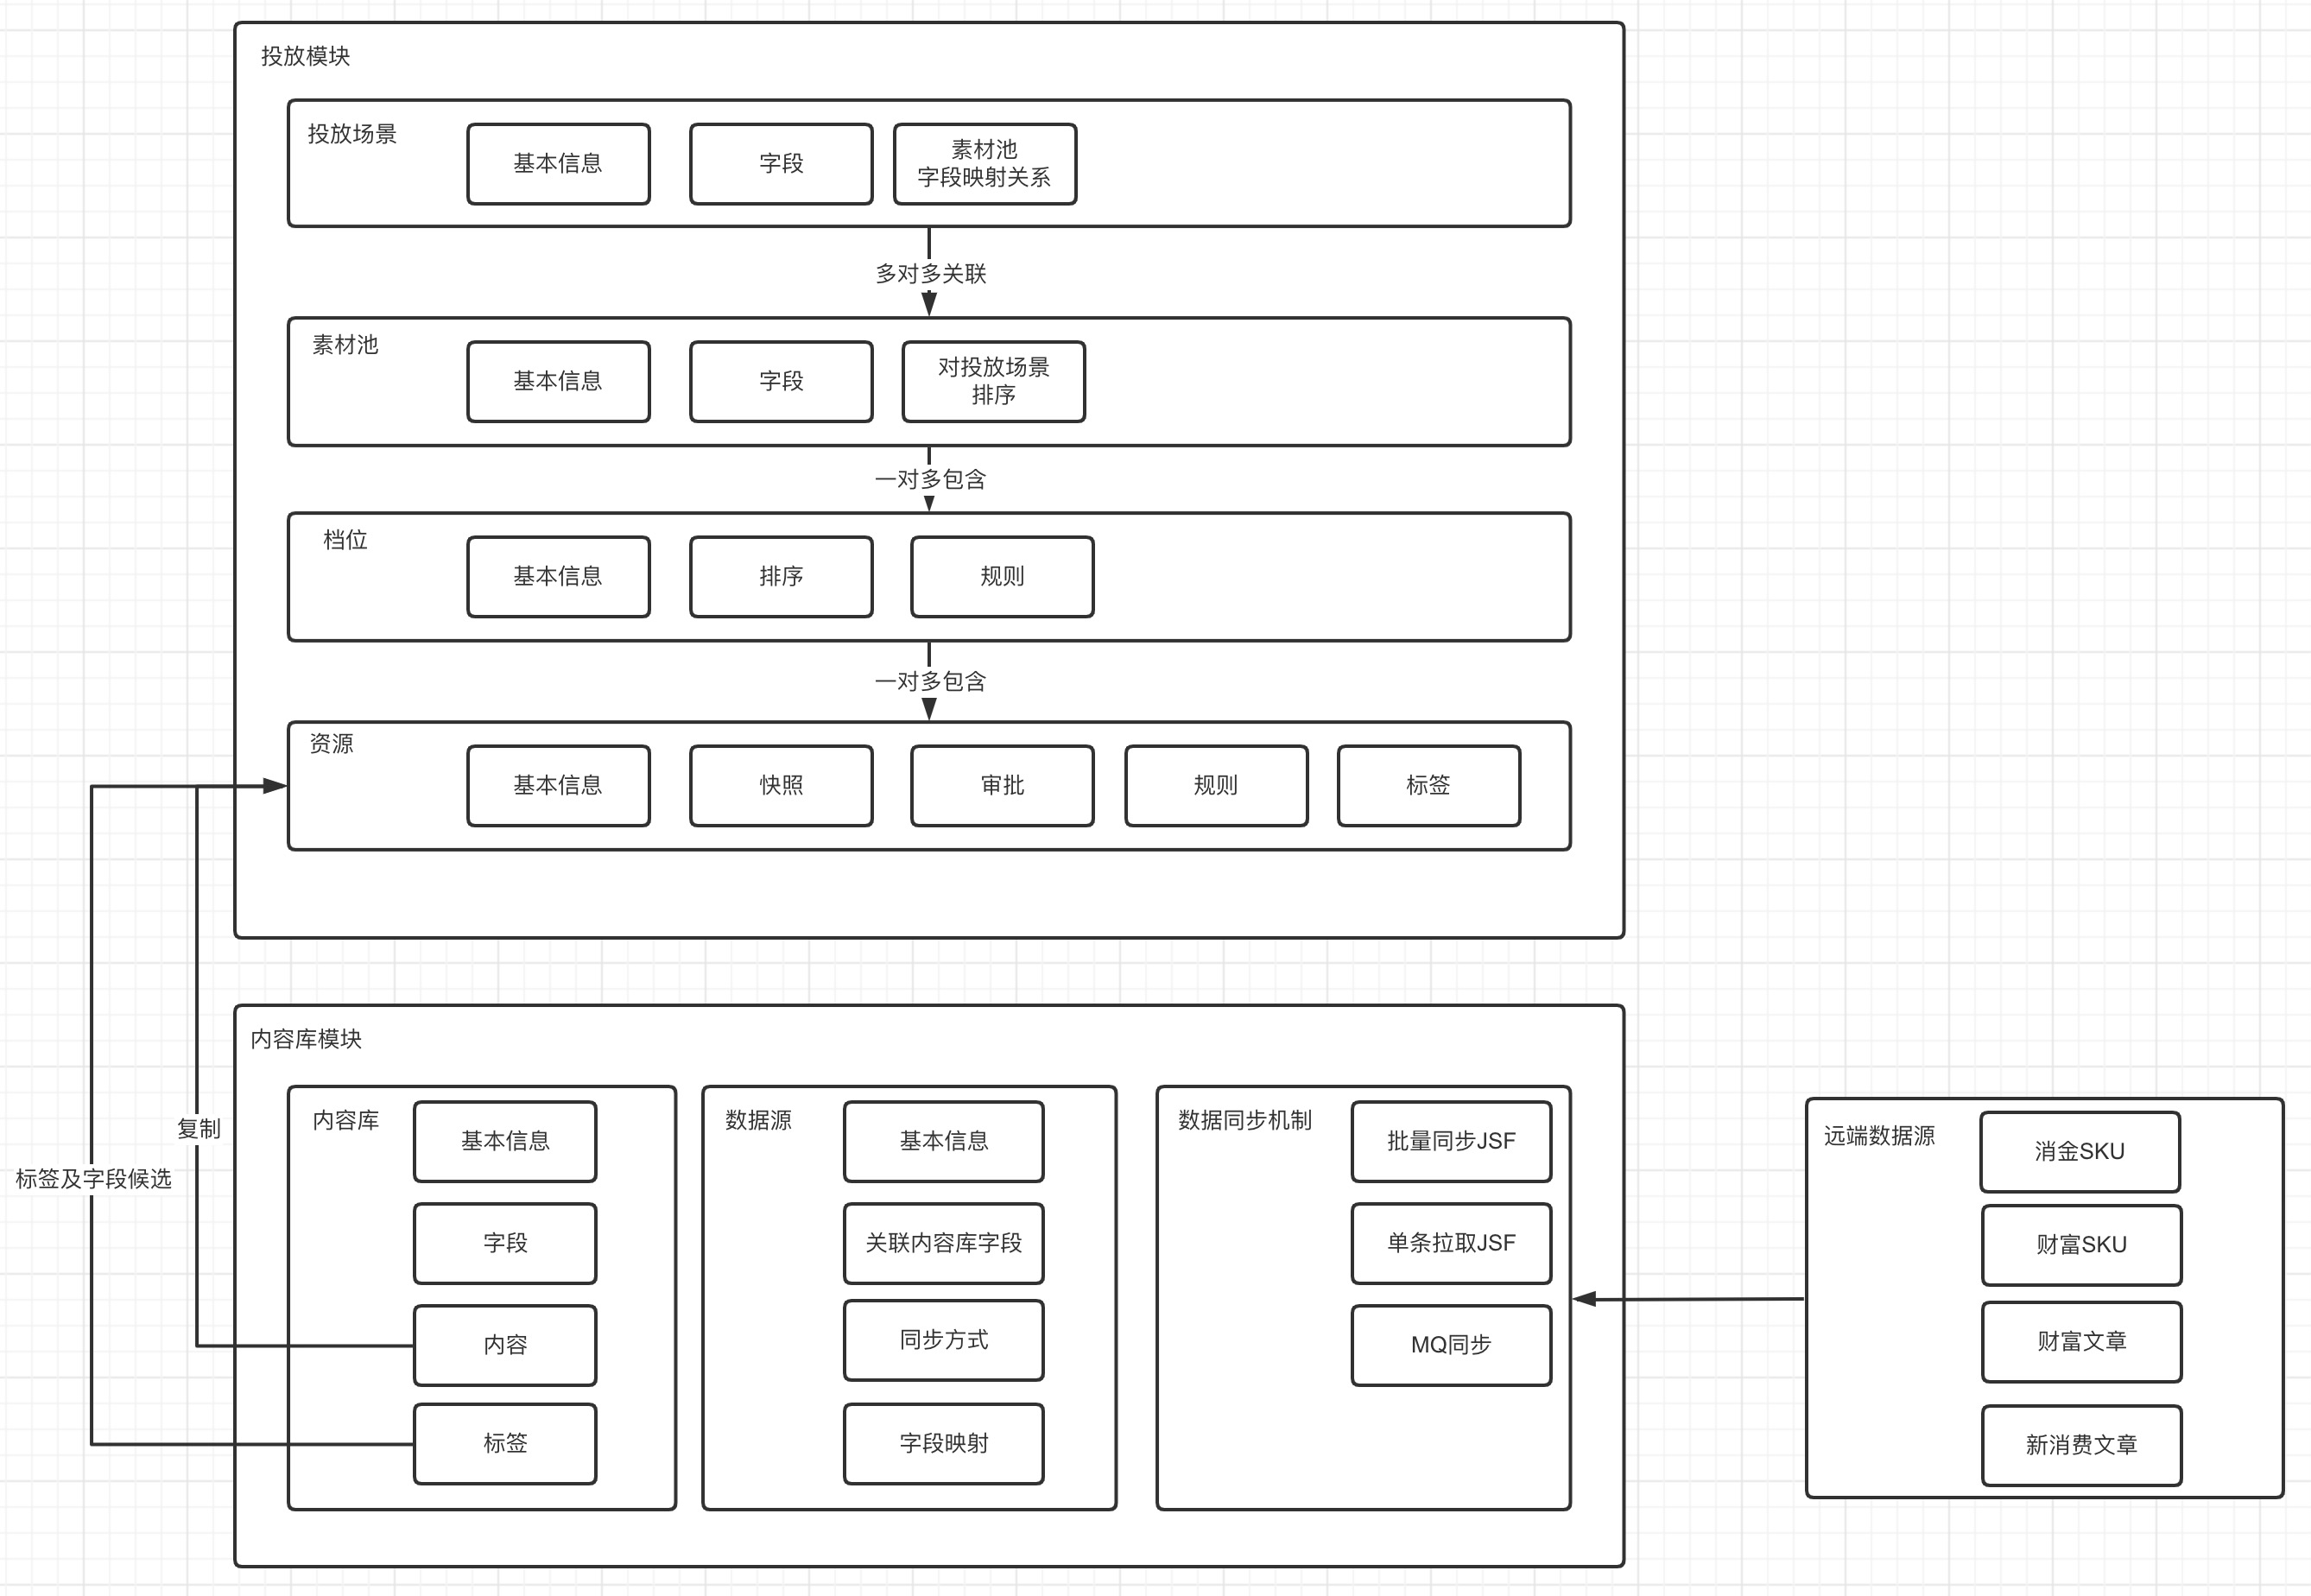 投放模块
投放场景
基本信息
字段
素材池
字段映射关系
多对多关联
素材池
基本信息
字段
对投放场景
排序
一对多包含
档位
基本信息
排序
规则
一对多包含
资源
基本信息
快照
审批
规则
标签
复制
标签及字段候选
内容库模块
内容库
基本信息
字段
内容
标签
数据源
基本信息
关联内容库字段
同步方式
字段映射
数据同步机制
批量同步JSF
单条拉取JSF
MQ同步
远端数据源
消金SKU
财富SKU
财富文章
新消费文章